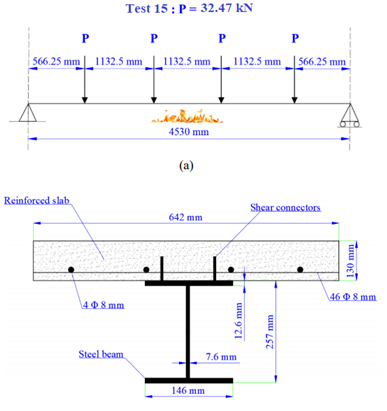 Test 15 : P = 32.47 kN
P P P P
566.25 mm 1132.5 mm 1132.5 mm 1132.5 mm 566.25 mm
4530 mm
(a)
Reinforced slab
Shear connectors
642 mm
130 mm
4 Φ 8 mm
46 Φ 8 mm
12.6 mm
257 mm
Steel beam
7.6 mm
146 mm